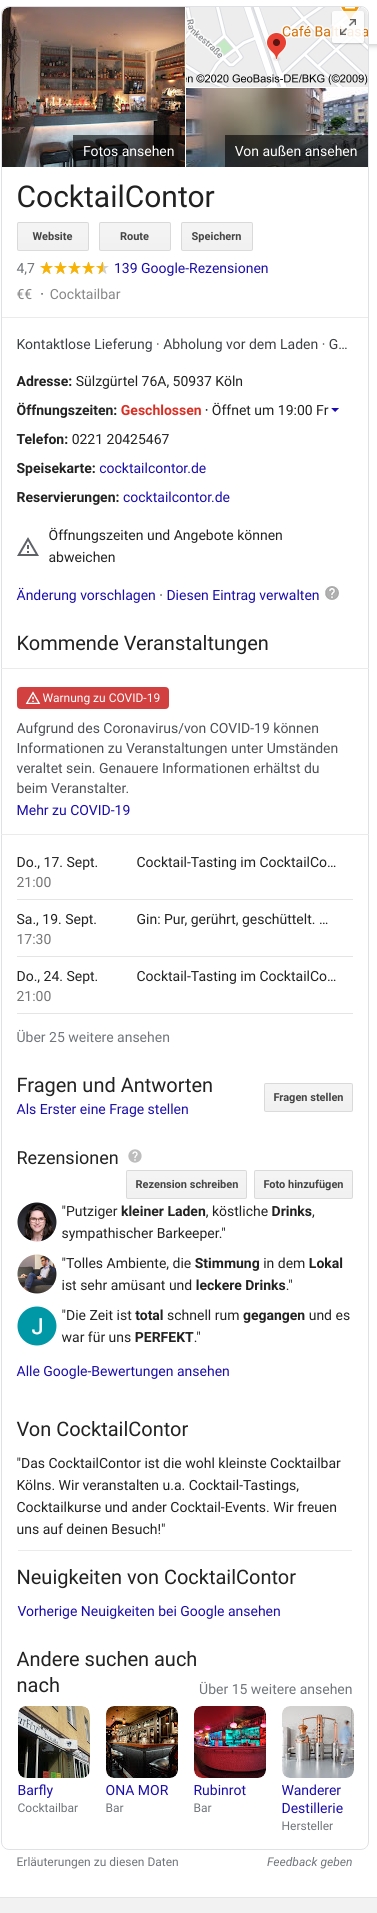 Rankestraße
Café Ba
n ©2020 GeoBasis-DE/BKG (©2009)
Fotos ansehen
Von außen ansehen
CocktailContor
Website
Route
Speichern
4,7 139 Google-Rezensionen
€€ · Cocktailbar
Kontaktlose Lieferung · Abholung vor dem Laden · G...
Adresse: Sülzgürtel 76A, 50937 Köln
Öffnungszeiten: Geschlossen · Öffnet um 19:00 Fr
Telefon: 0221 20425467
Speisekarte: cocktailcontor.de
Reservierungen: cocktailcontor.de
Öffnungszeiten und Angebote können
abweichen
Änderung vorschlagen · Diesen Eintrag verwalten ?
Kommende Veranstaltungen
Warnung zu COVID-19
Aufgrund des Coronavirus/von COVID-19 können
Informationen zu Veranstaltungen unter Umständen
veraltet sein. Genauere Informationen erhältst du
beim Veranstalter.
Mehr zu COVID-19
Do., 17. Sept. Cocktail-Tasting im CocktailCo...
21:00
Sa., 19. Sept. Gin: Pur, gerührt, geschüttelt. ...
17:30
Do., 24. Sept. Cocktail-Tasting im CocktailCo...
21:00
Über 25 weitere ansehen
Fragen und Antworten
Als Erster eine Frage stellen
Fragen stellen
Rezensionen ?
Rezension schreiben
Foto hinzufügen
"Putziger kleiner Laden, köstliche Drinks,
sympathischer Barkeeper."
"Tolles Ambiente, die Stimmung in dem Lokal
ist sehr amüsant und leckere Drinks."
J
"Die Zeit ist total schnell rum gegangen und es
war für uns PERFEKT."
Alle Google-Bewertungen ansehen
Von CocktailContor
"Das CocktailContor ist die wohl kleinste Cocktailbar
Kölns. Wir veranstalten u.a. Cocktail-Tastings,
Cocktailkurse und ander Cocktail-Events. Wir freuen
uns auf deinen Besuch!"
Neuigkeiten von CocktailContor
Vorherige Neuigkeiten bei Google ansehen
Andere suchen auch
nach
Über 15 weitere ansehen
Barfly
Cocktailbar
ONA MOR
Bar
Rubinrot
Bar
Wanderer
Destillerie
Hersteller
Erläuterungen zu diesen Daten
Feedback geben